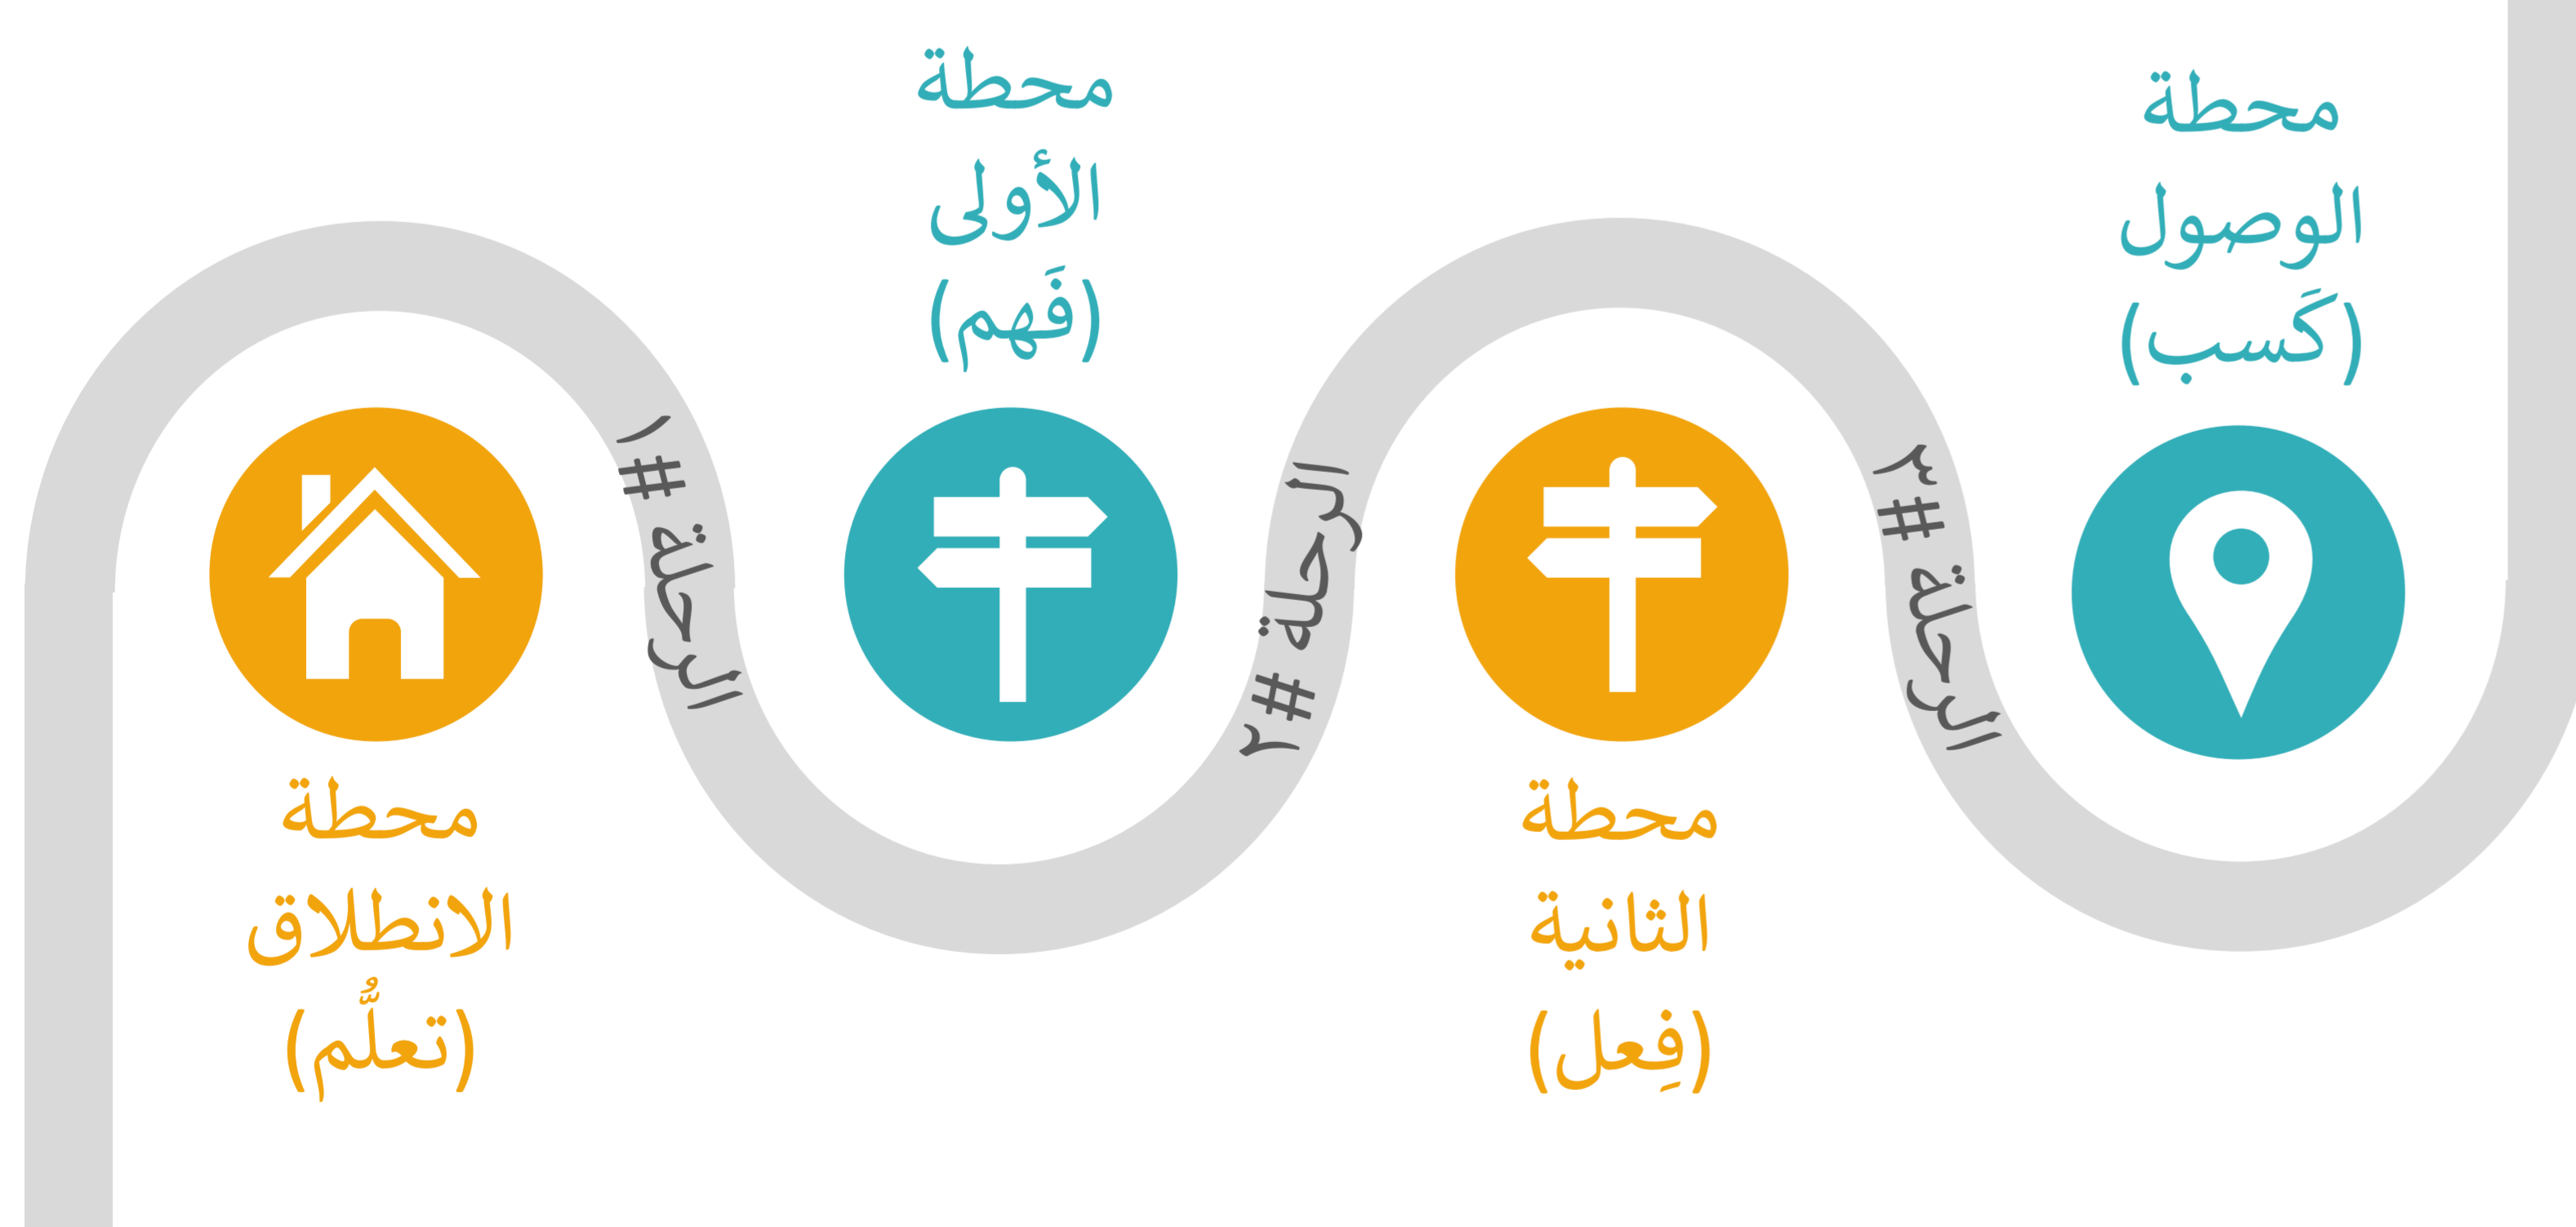 محطة
الانطلاق
(تعلُّم)
الرحلة #١
محطة
الأولى
(فَهم)
الرحلة #٢
محطة
الثانية
(فِعل)
الرحلة #٣
محطة
الوصول
(كَسب)